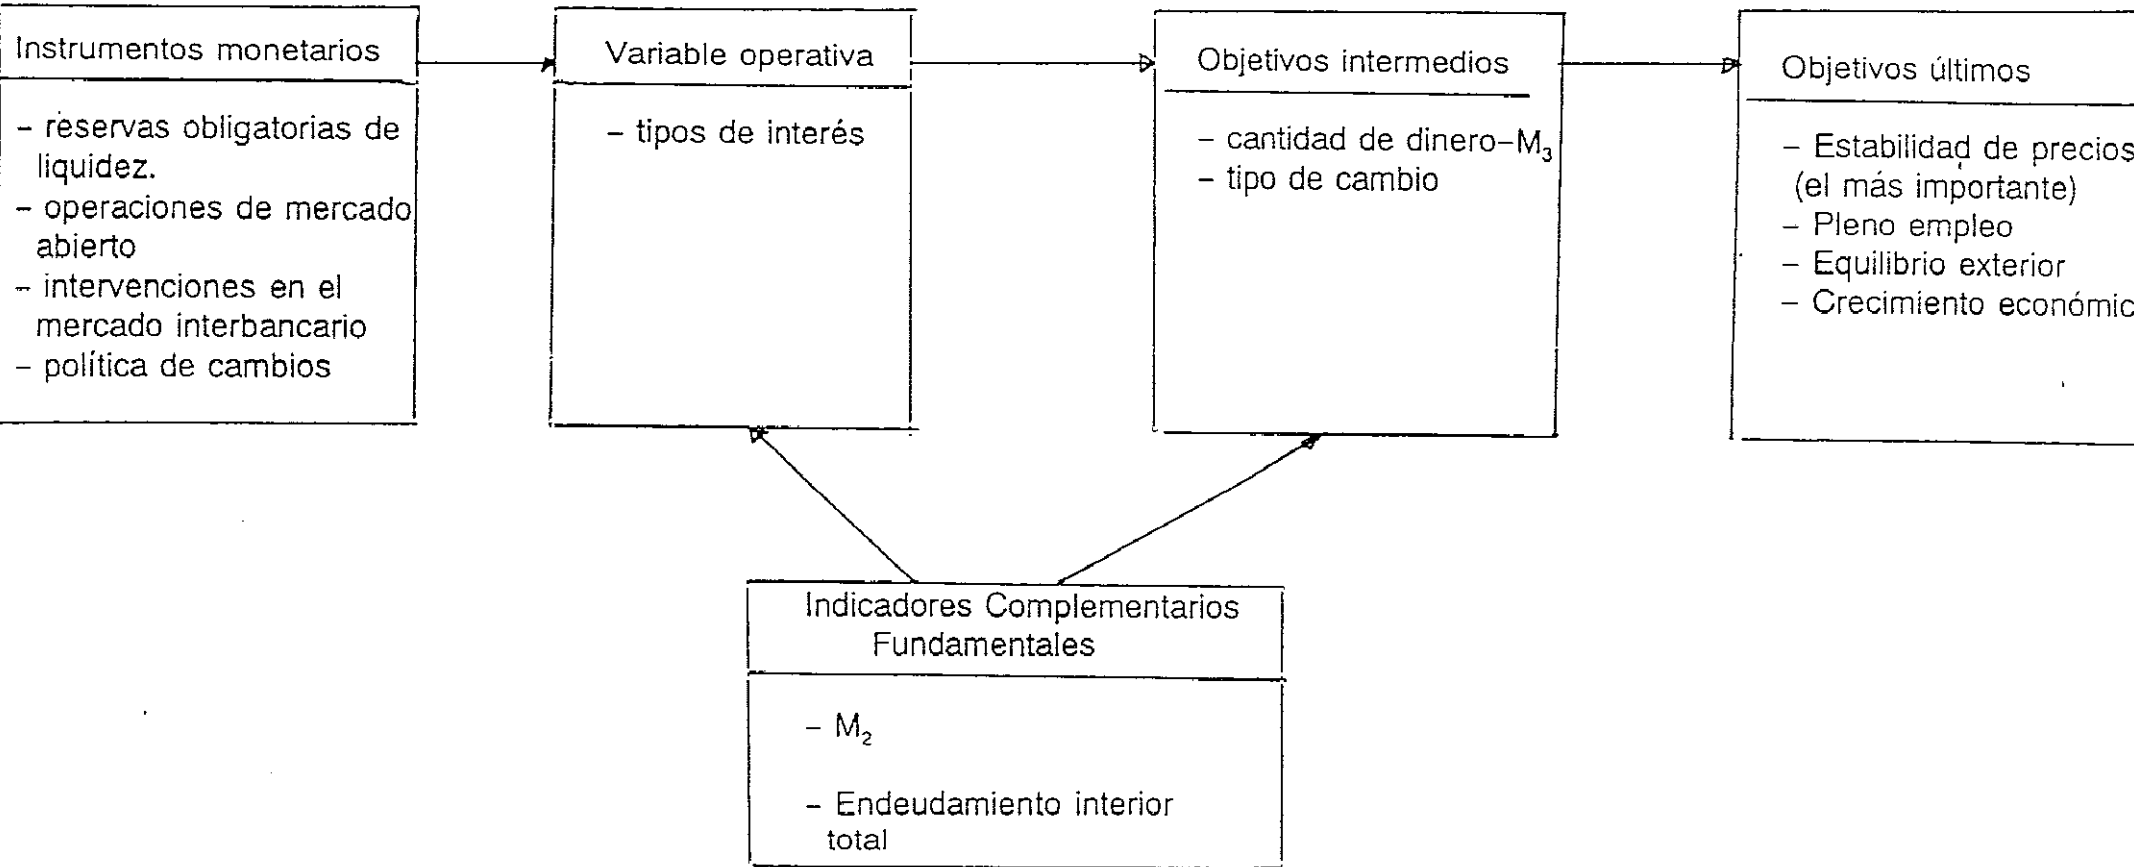 Instrumentos monetarios
– reservas obligatorias de
liquidez.
– operaciones de mercado
abierto
– intervenciones en el
mercado interbancario
– política de cambios
Variable operativa
– tipos de interés
Objetivos intermedios
– cantidad de dinero–M₃
– tipo de cambio
Objetivos últimos
– Estabilidad de precios
(el más importante)
– Pleno empleo
– Equilibrio exterior
– Crecimiento económic
Indicadores Complementarios
Fundamentales
– M₂
– Endeudamiento interior
total